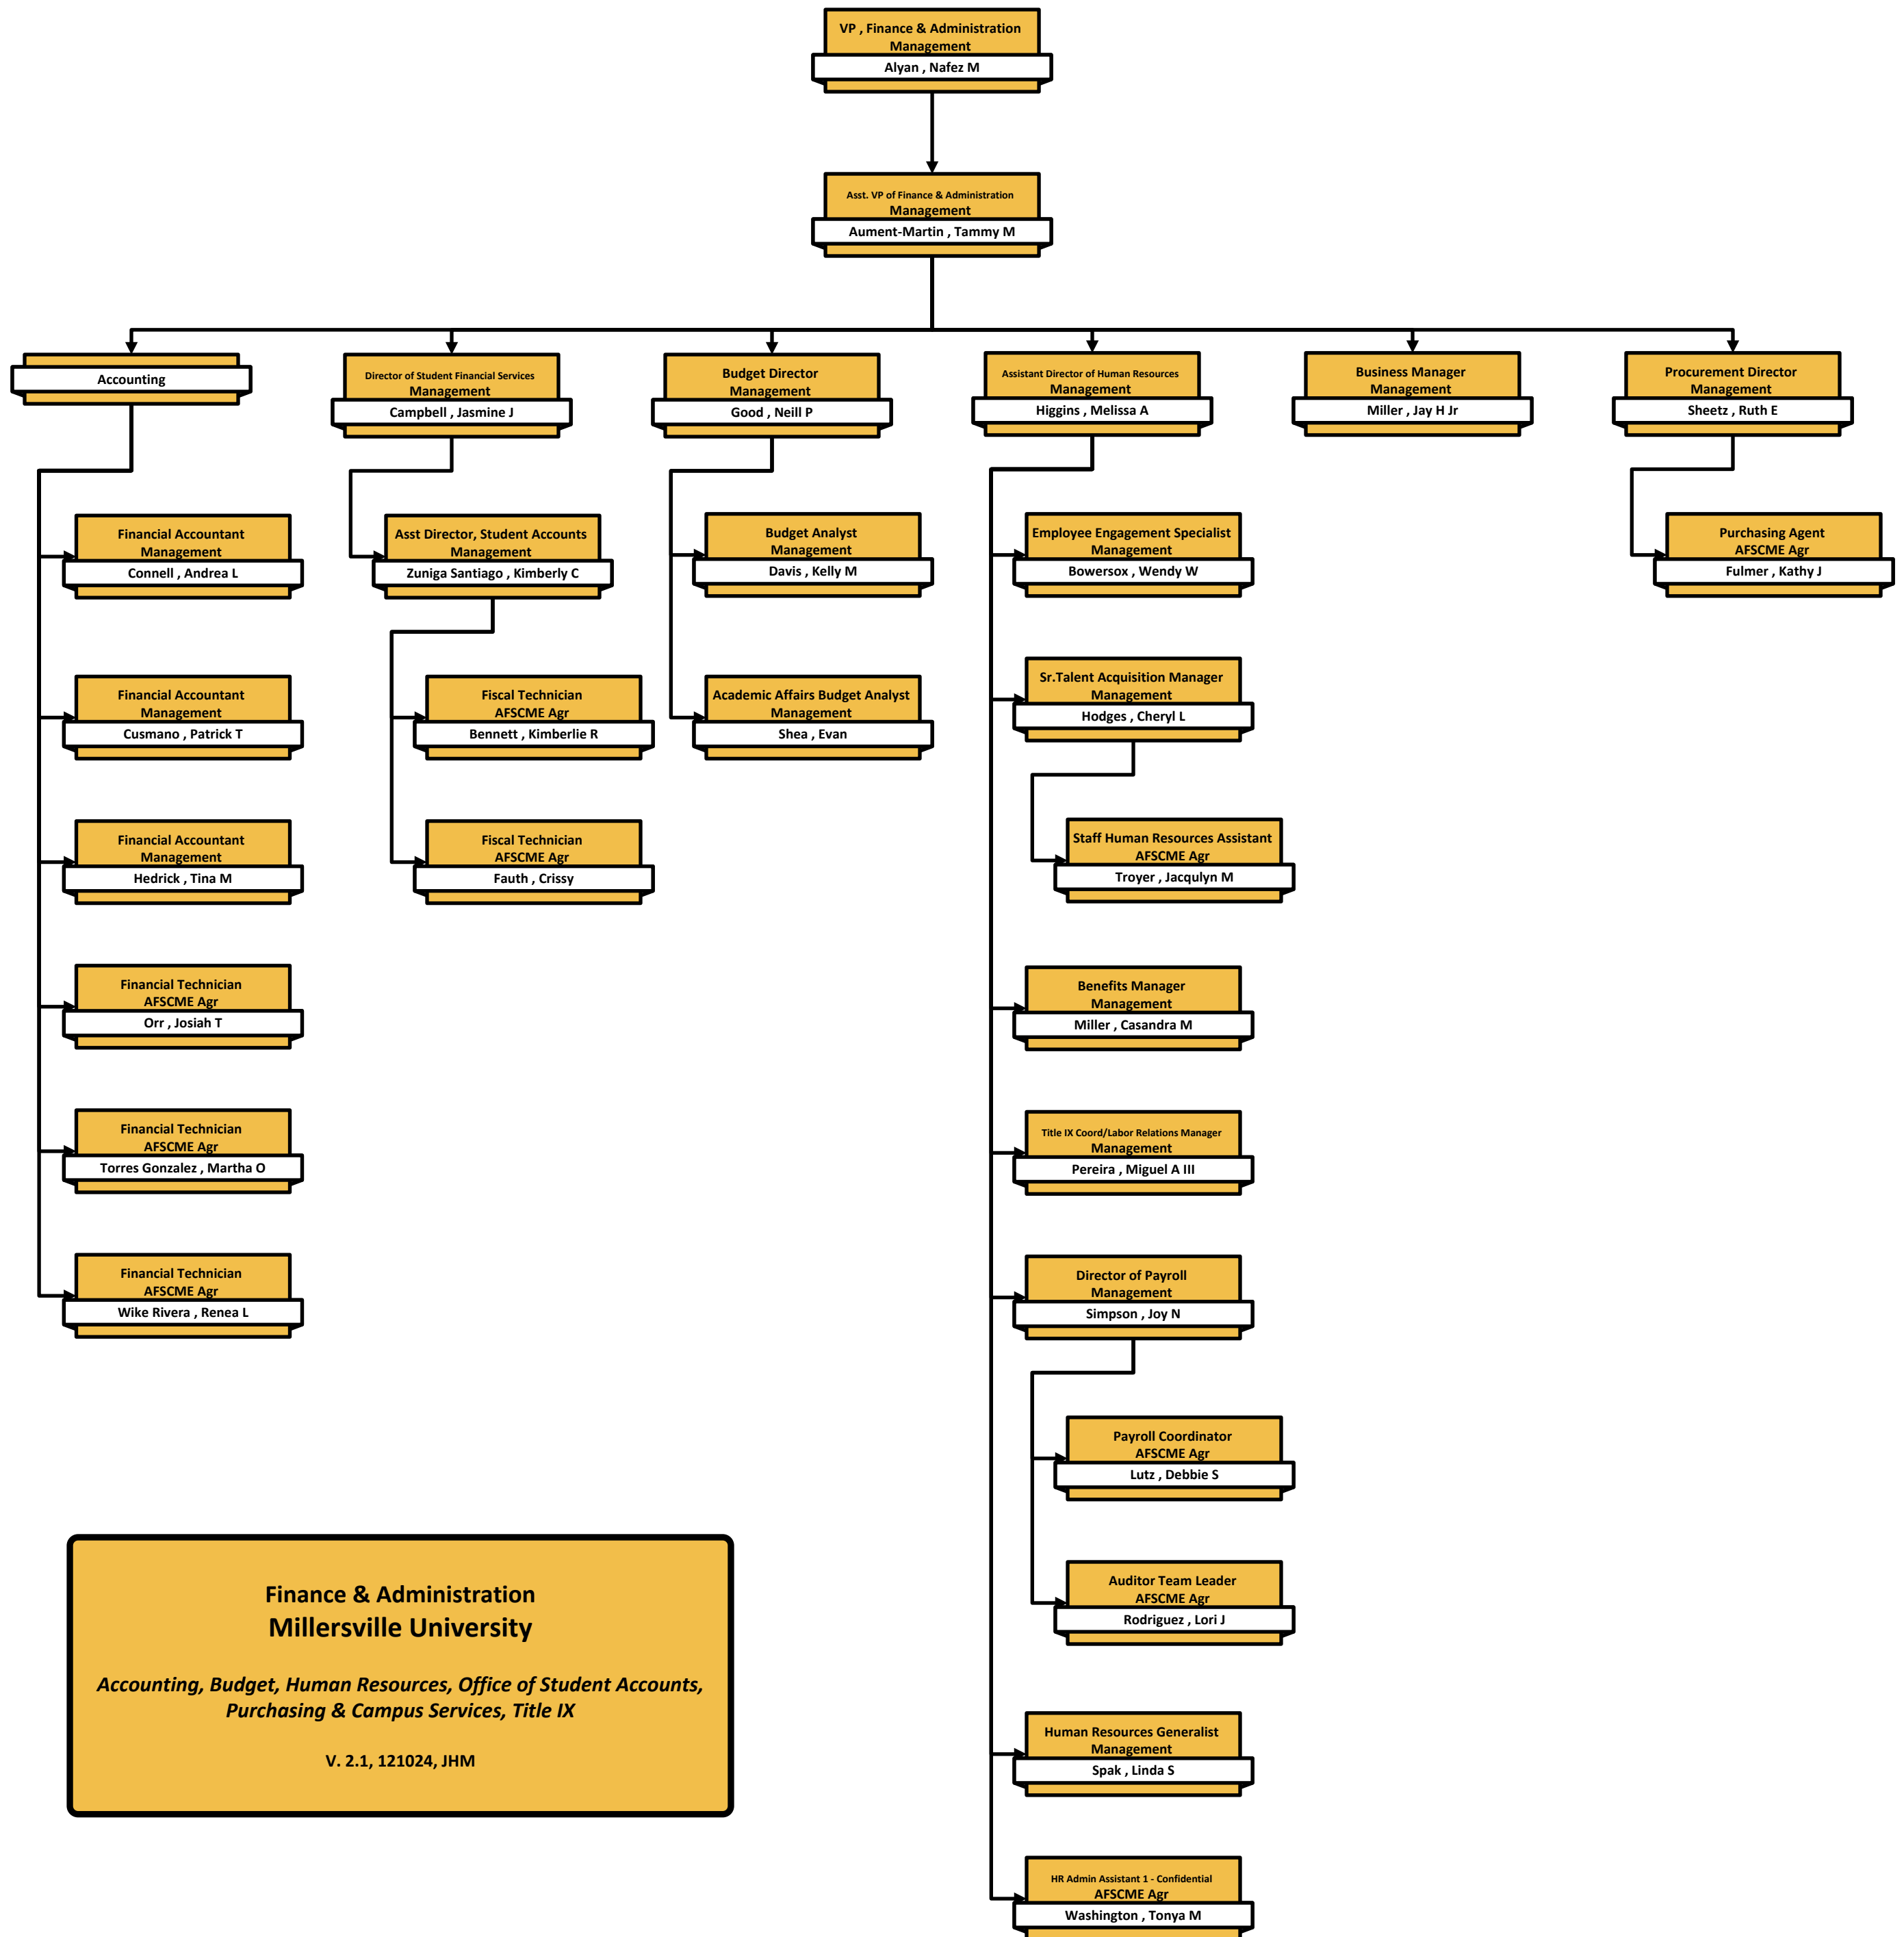 VP , Finance & Administration
Management
Alyan , Nafez M
Asst. VP of Finance & Administration
Management
Aument-Martin , Tammy M
Accounting
Financial Accountant
Management
Connell , Andrea L
Financial Accountant
Management
Cusmano , Patrick T
Financial Accountant
Management
Hedrick , Tina M
Financial Technician
AFSCME Agr
Orr , Josiah T
Financial Technician
AFSCME Agr
Torres Gonzalez , Martha O
Financial Technician
AFSCME Agr
Wike Rivera , Renea L
Director of Student Financial Services
Management
Campbell , Jasmine J
Asst Director, Student Accounts
Management
Zuniga Santiago , Kimberly C
Fiscal Technician
AFSCME Agr
Bennett , Kimberlie R
Fiscal Technician
AFSCME Agr
Fauth , Crissy
Budget Director
Management
Good , Neill P
Budget Analyst
Management
Davis , Kelly M
Academic Affairs Budget Analyst
Management
Shea , Evan
Assistant Director of Human Resources
Management
Higgins , Melissa A
Employee Engagement Specialist
Management
Bowersox , Wendy W
Sr.Talent Acquisition Manager
Management
Hodges , Cheryl L
Staff Human Resources Assistant
AFSCME Agr
Troyer , Jacqulyn M
Benefits Manager
Management
Miller , Casandra M
Title IX Coord/Labor Relations Manager
Management
Pereira , Miguel A III
Director of Payroll
Management
Simpson , Joy N
Payroll Coordinator
AFSCME Agr
Lutz , Debbie S
Auditor Team Leader
AFSCME Agr
Rodriguez , Lori J
Human Resources Generalist
Management
Spak , Linda S
HR Admin Assistant 1 - Confidential
AFSCME Agr
Washington , Tonya M
Business Manager
Management
Miller , Jay H Jr
Procurement Director
Management
Sheetz , Ruth E
Purchasing Agent
AFSCME Agr
Fulmer , Kathy J
Finance & Administration
Millersville University
Accounting, Budget, Human Resources, Office of Student Accounts,
Purchasing & Campus Services, Title IX
V. 2.1, 121024, JHM